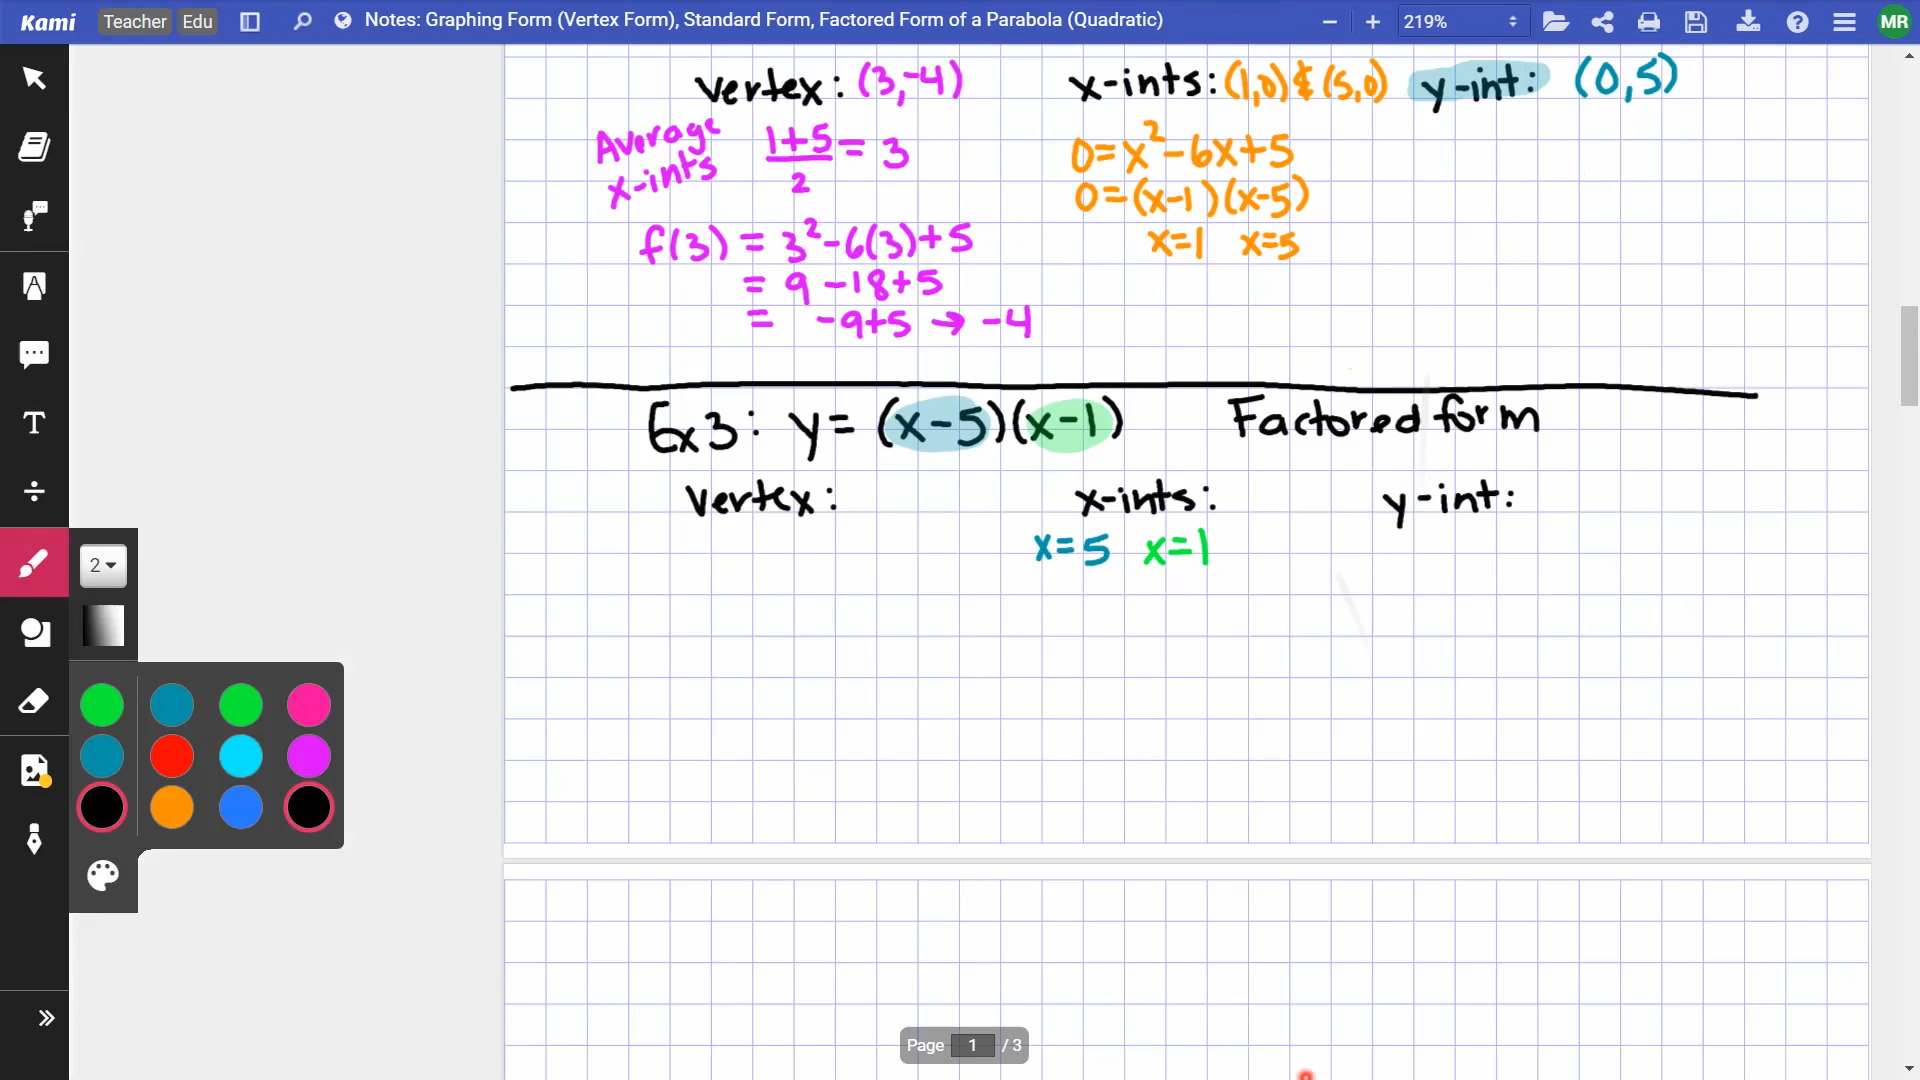 Kami Teacher Edu Notes: Graphing Form (Vertex Form), Standard Form, Factored Form of a Parabola (Quadratic) 219% MR
vertex: (3,-4) x-ints: (1,0) & (5,0) y-int: (0,5)
Average x-ints 1+5/2 = 3
f(3) = 3²-6(3)+5
= 9 -18+5
= -9+5 → -4
0=x²-6x+5
0=(x-1)(x-5)
x=1 x=5
Ex3: y= (x-5)(x-1) Factored form
vertex: x-ints: y-int:
x=5 x=1
2
Page 1 / 3